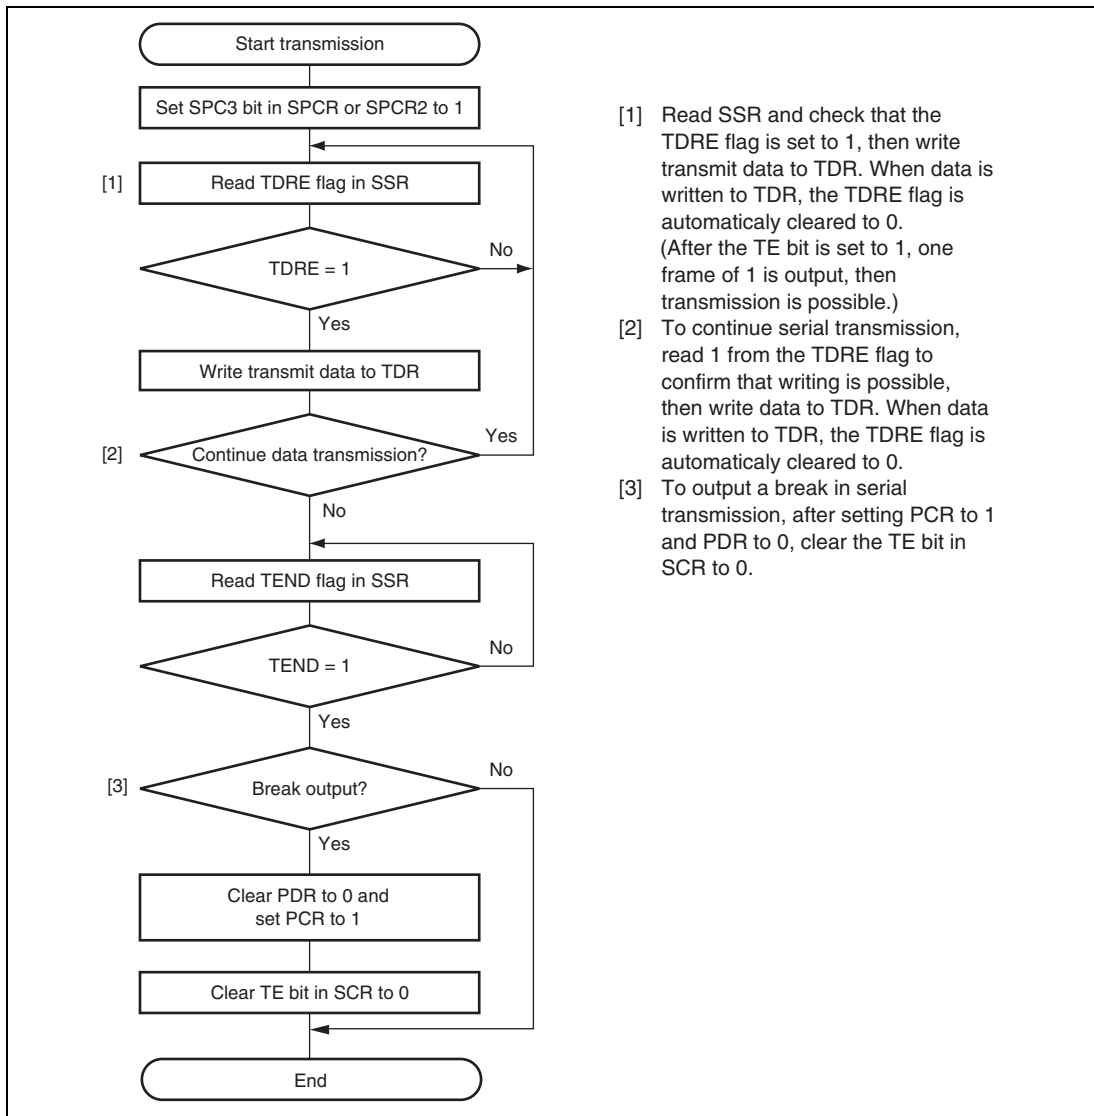 Start transmission
Set SPC3 bit in SPCR or SPCR2 to 1
[1]
Read TDRE flag in SSR
No
TDRE = 1
Yes
Write transmit data to TDR
Yes
[2]
Continue data transmission?
No
Read TEND flag in SSR
No
TEND = 1
Yes
No
[3]
Break output?
Yes
Clear PDR to 0 and
set PCR to 1
Clear TE bit in SCR to 0
End
[1] Read SSR and check that the
TDRE flag is set to 1, then write
transmit data to TDR. When data is
written to TDR, the TDRE flag is
automaticaly cleared to 0.
(After the TE bit is set to 1, one
frame of 1 is output, then
transmission is possible.)
[2] To continue serial transmission,
read 1 from the TDRE flag to
confirm that writing is possible,
then write data to TDR. When data
is written to TDR, the TDRE flag is
automaticaly cleared to 0.
[3] To output a break in serial
transmission, after setting PCR to 1
and PDR to 0, clear the TE bit in
SCR to 0.